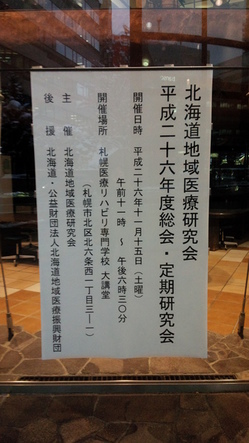 北海道地域医療研究会
平成二十六年度総会・定期研究会
開催日時　平成二十六年十一月十五日（土曜）
午前十一時　～　午後六時三〇分
開催場所　札幌医療リハビリ専門学校 大講堂
（札幌市北区北六条西一丁目三―一）
主　催　北海道地域医療研究会
後　援　北海道・公益財団法人北海道地域医療振興財団